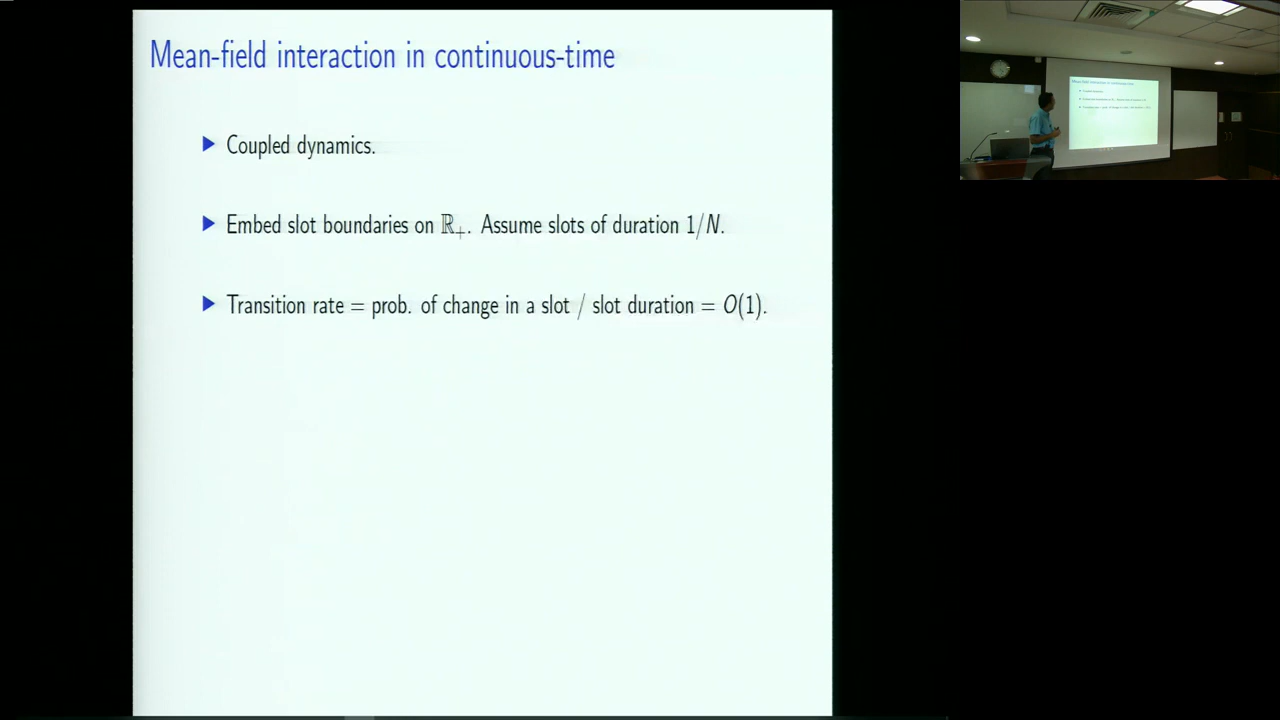 Mean-field interaction in continuous-time
▶ Coupled dynamics.
▶ Embed slot boundaries on ℝ₊. Assume slots of duration 1/N.
▶ Transition rate = prob. of change in a slot / slot duration = O(1).